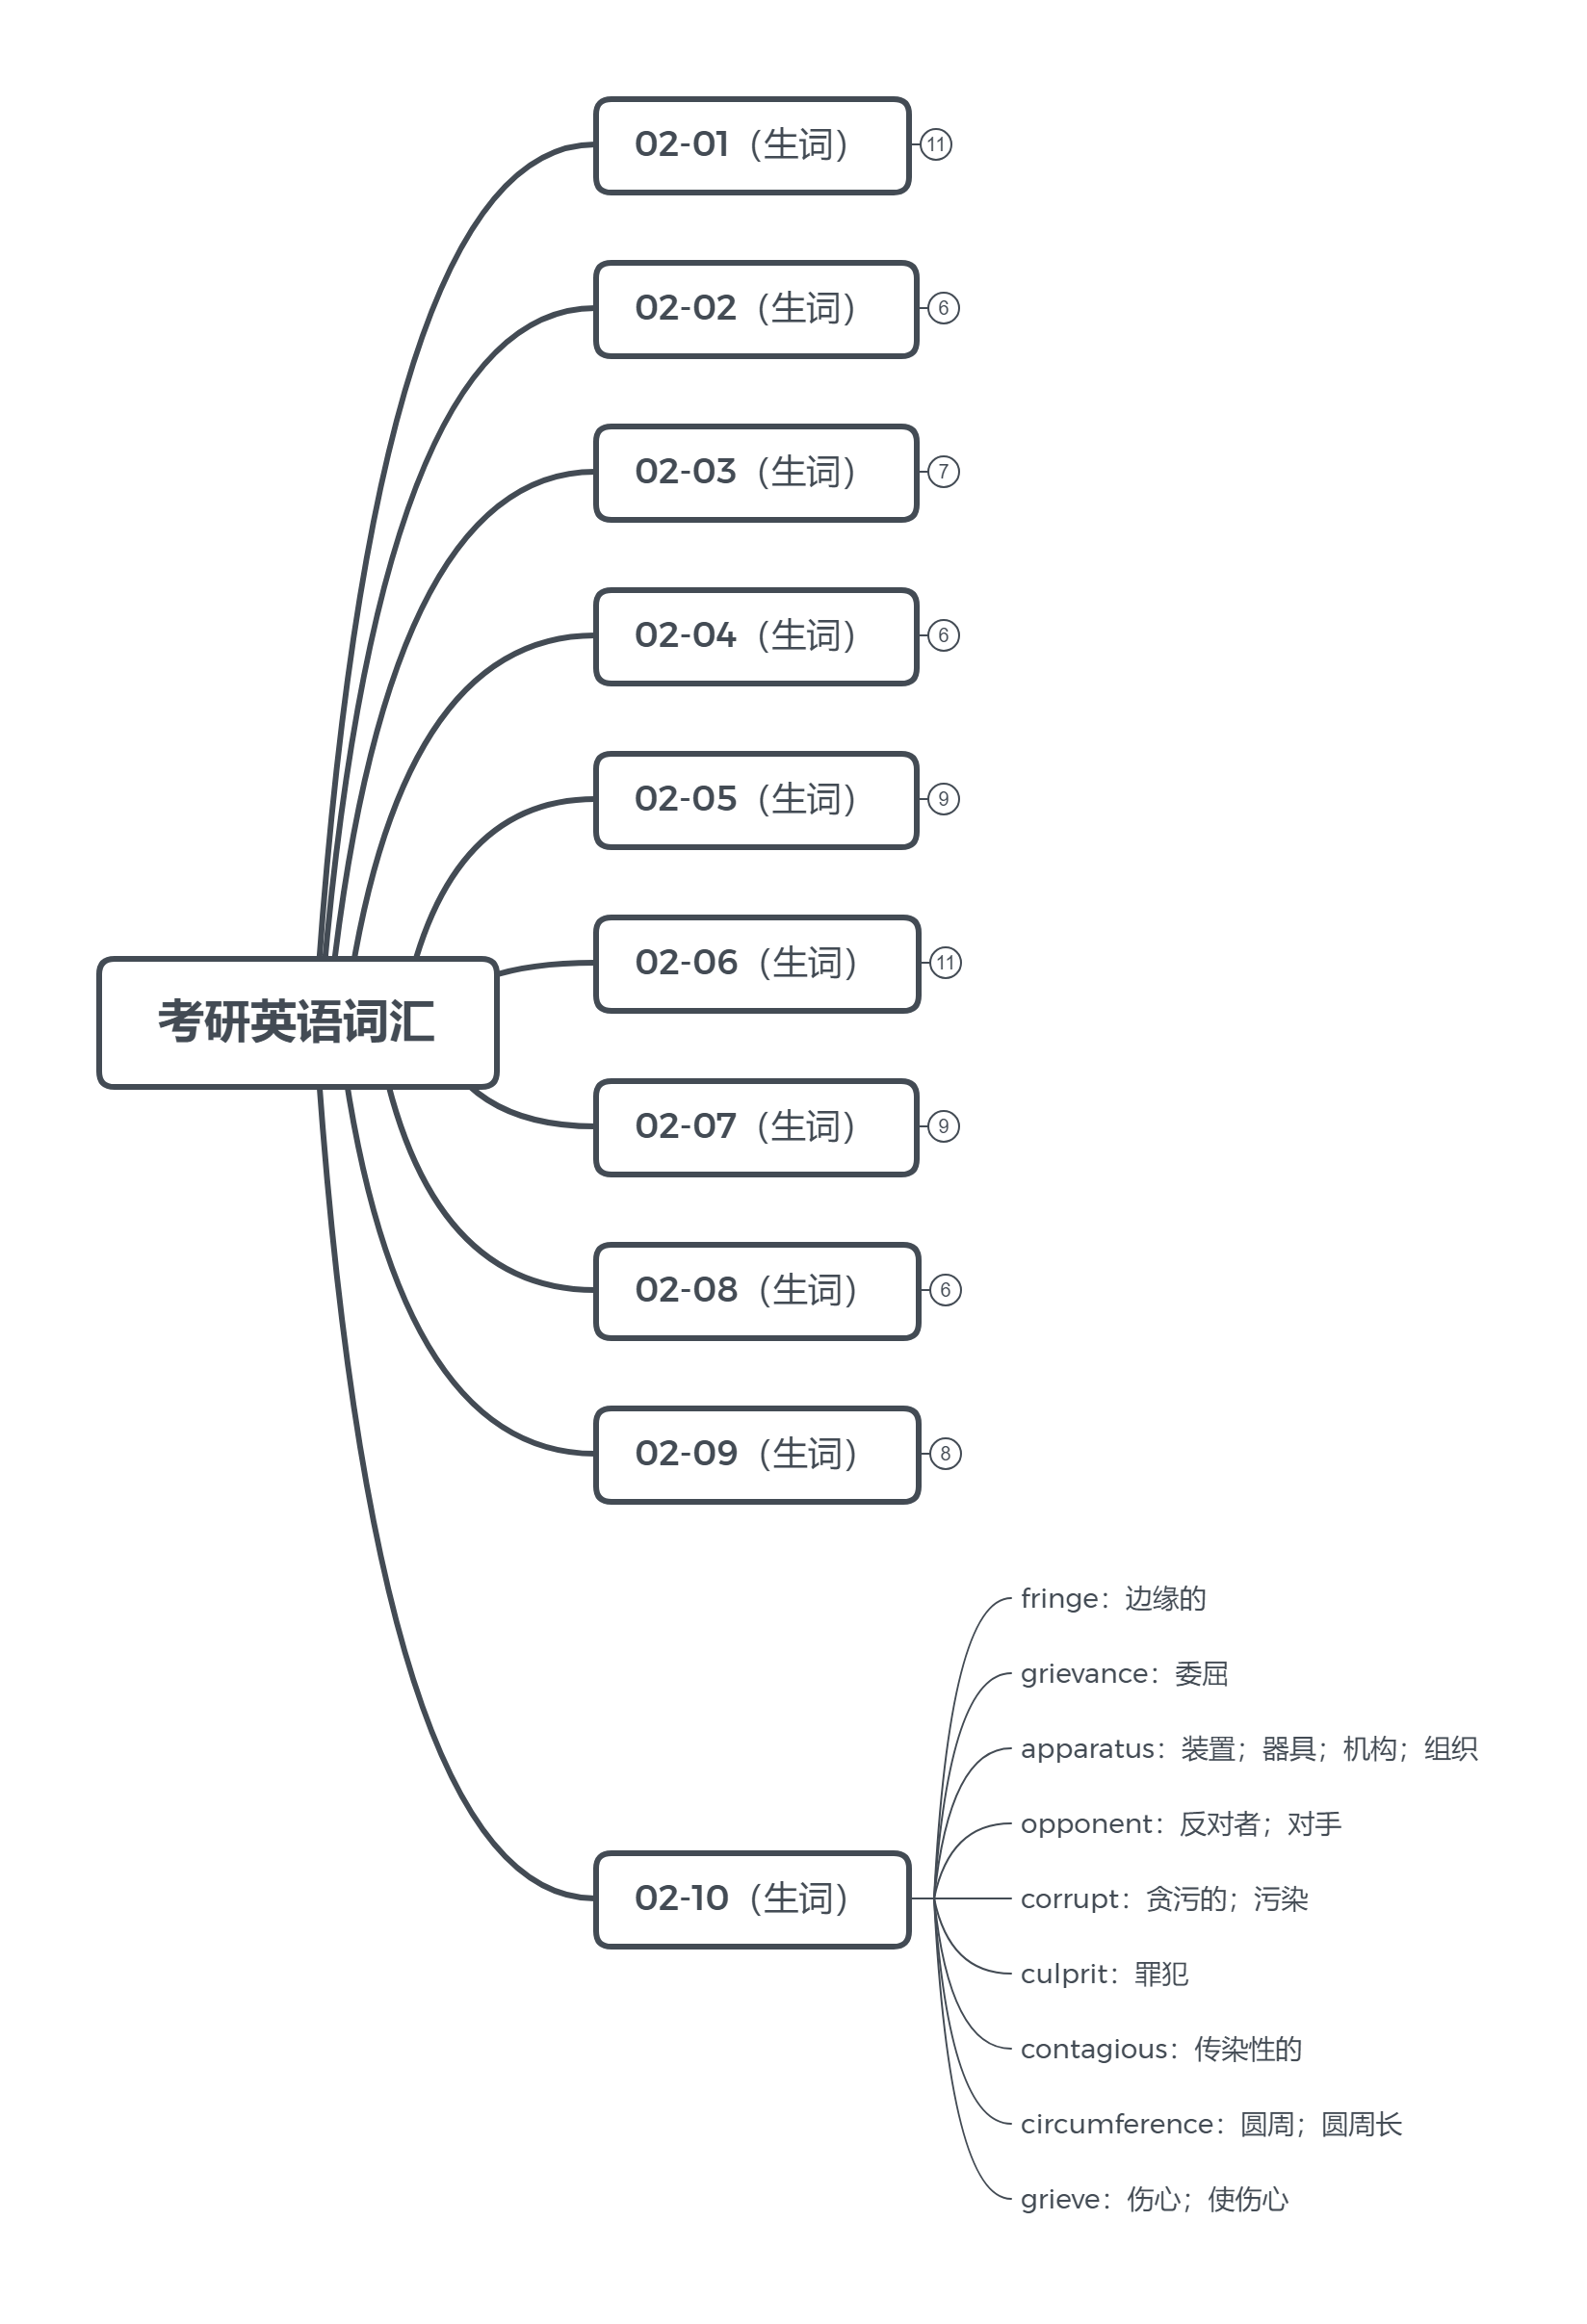 02-01（生词）
11
02-02（生词）
6
02-03（生词）
7
02-04（生词）
6
02-05（生词）
9
02-06（生词）
11
考研英语词汇
02-07（生词）
9
02-08（生词）
6
02-09（生词）
8
fringe：边缘的
grievance：委屈
apparatus：装置；器具；机构；组织
opponent：反对者；对手
02-10（生词）
corrupt：贪污的；污染
culprit：罪犯
contagious：传染性的
circumference：圆周；圆周长
grieve：伤心；使伤心